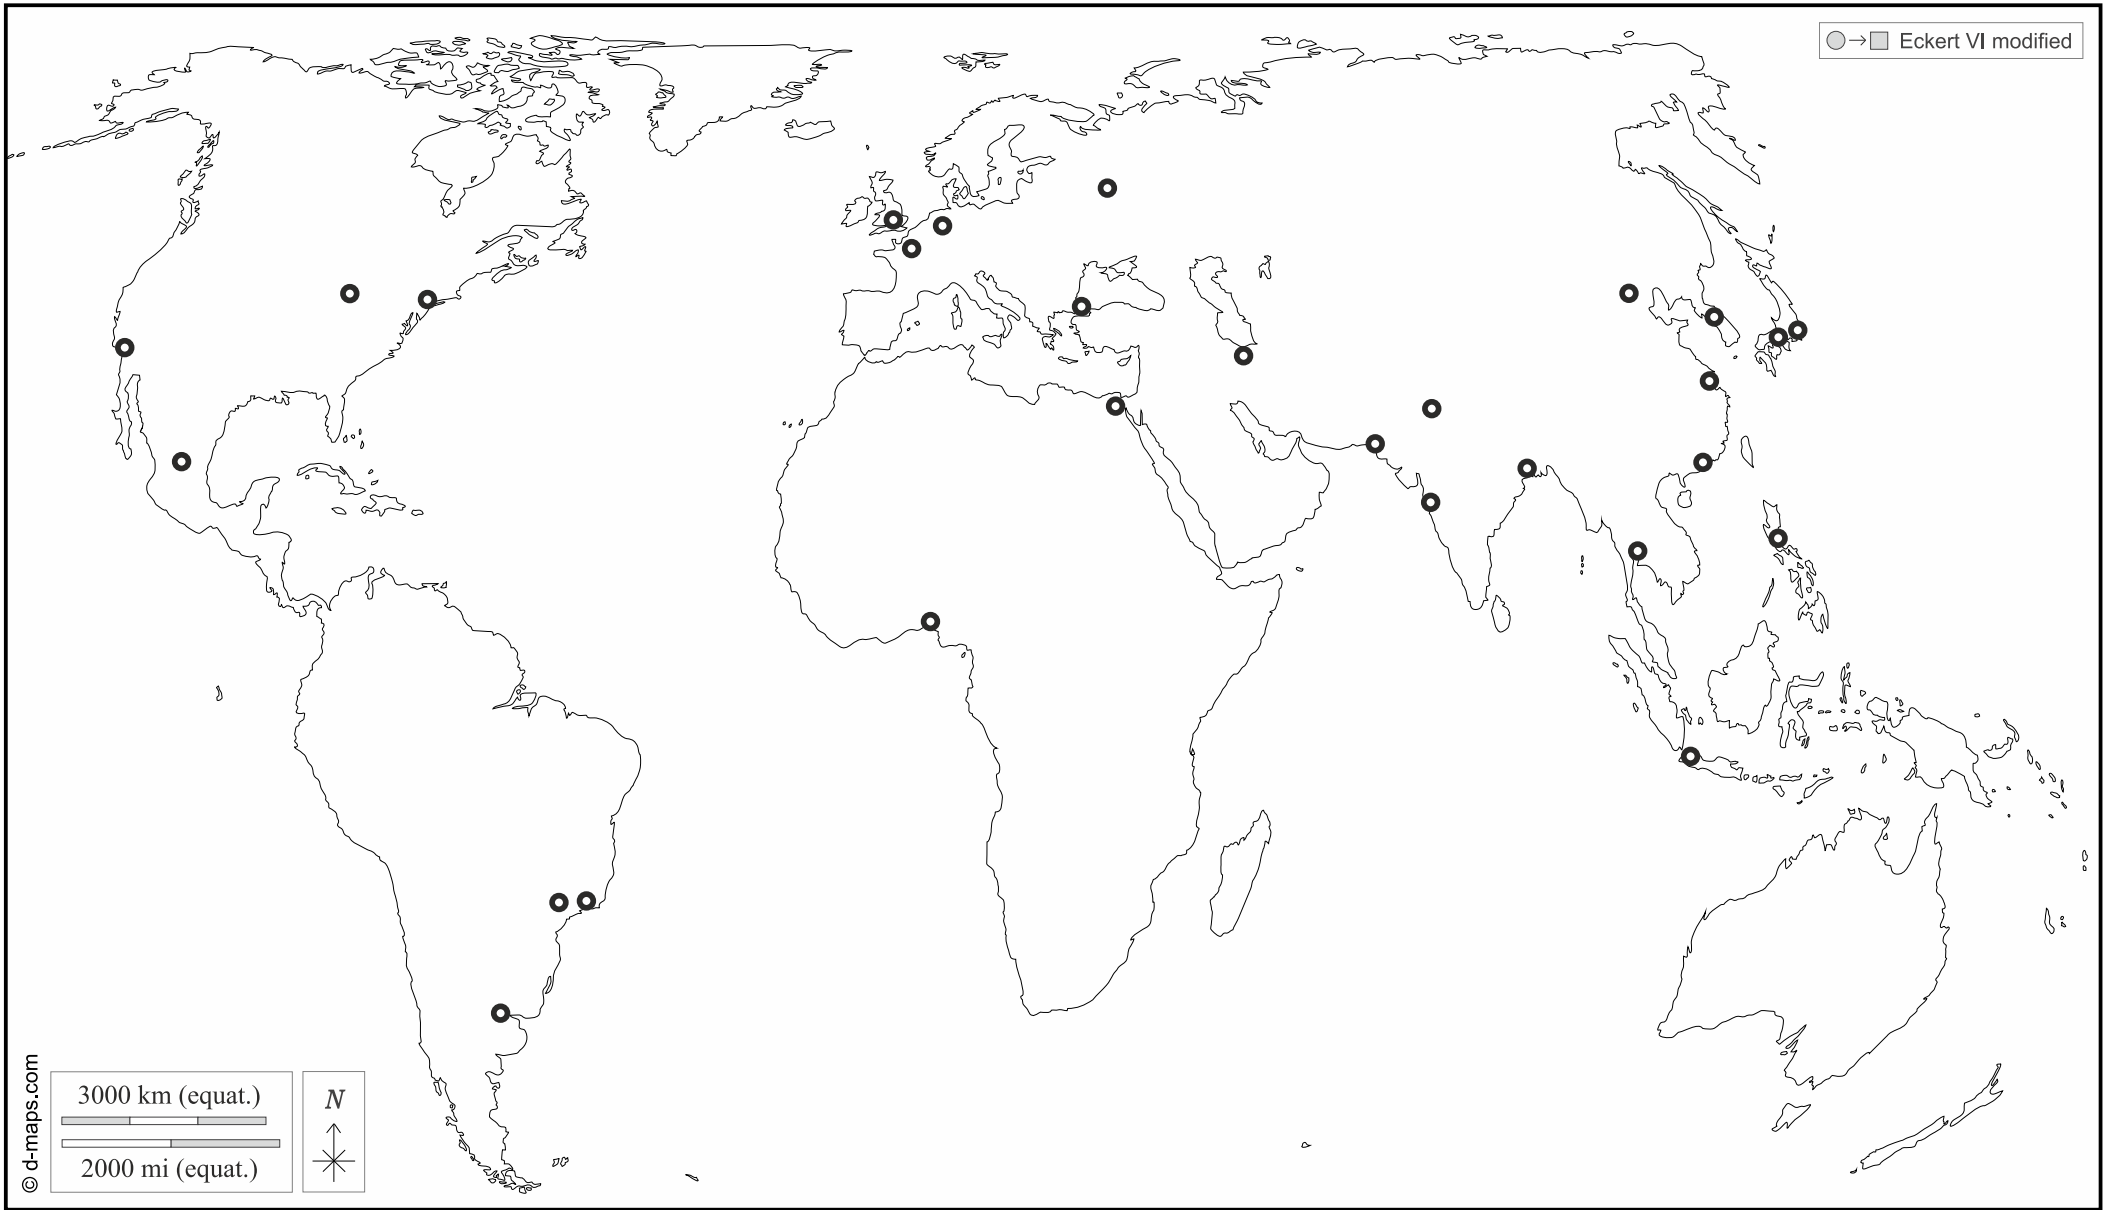 Eckert VI modified
3000 km (equat.)
2000 mi (equat.)
N
© d-maps.com